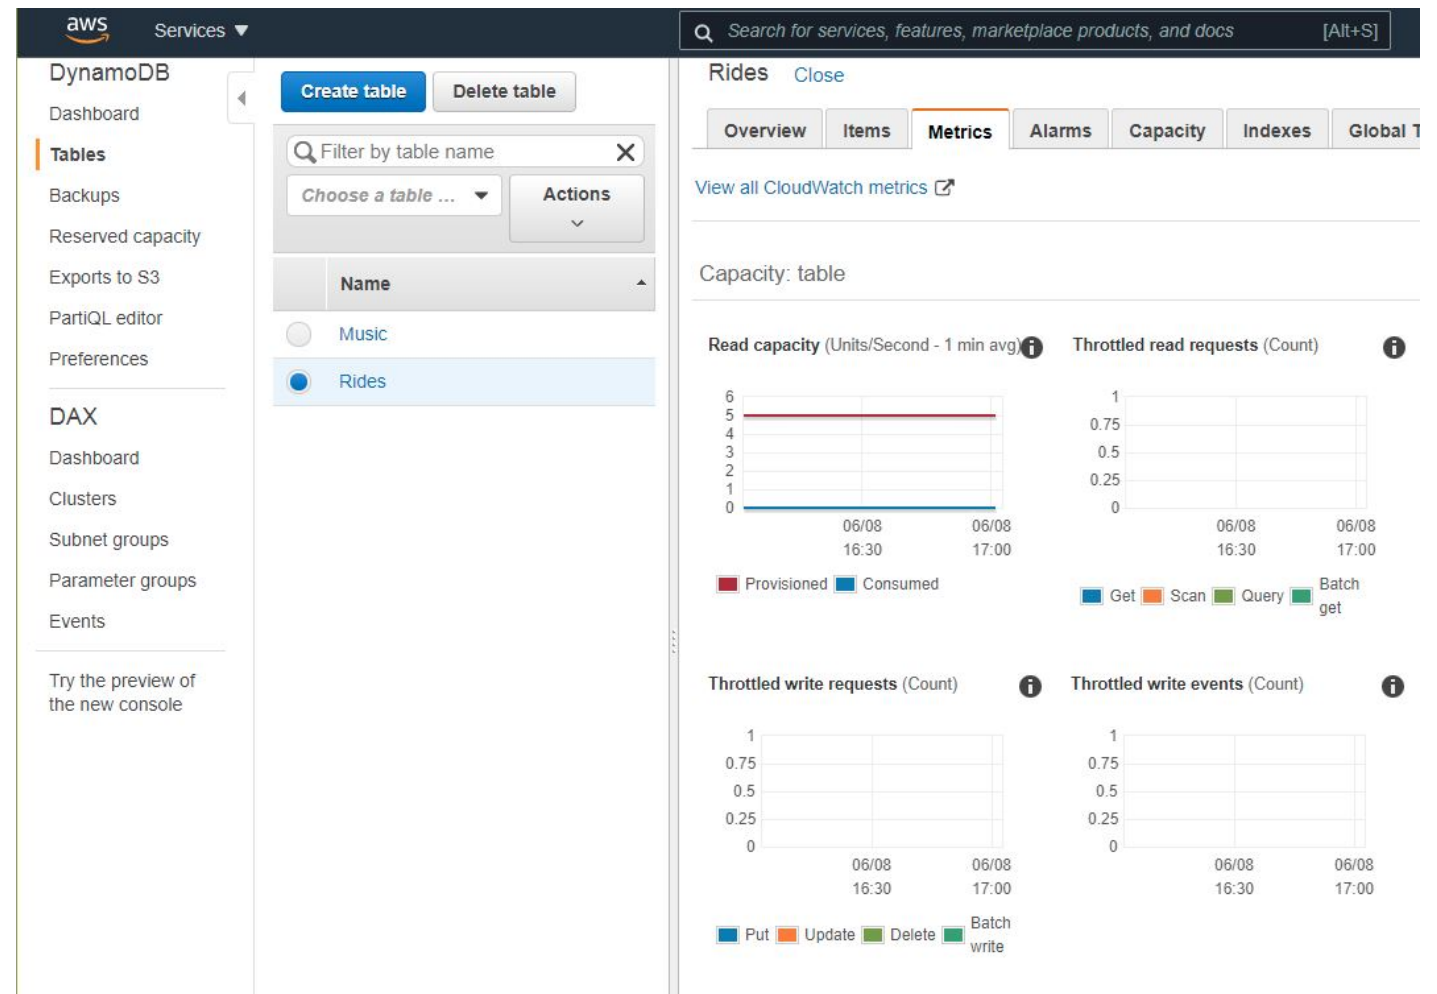 aws
Services ▼
Search for services, features, marketplace products, and docs [Alt+S]
DynamoDB
Dashboard
Tables
Backups
Reserved capacity
Exports to S3
PartiQL editor
Preferences
DAX
Dashboard
Clusters
Subnet groups
Parameter groups
Events
Try the preview of
the new console
Create table Delete table
Filter by table name
Choose a table ... Actions
Name
Music
Rides
Rides Close
Overview Items Metrics Alarms Capacity Indexes Global T
View all CloudWatch metrics
Capacity: table
Read capacity (Units/Second - 1 min avg)
6
5
4
3
2
1
0
06/08 06/08
16:30 17:00
Provisioned Consumed
Throttled read requests (Count)
1
0.75
0.5
0.25
0
06/08 06/08
16:30 17:00
Get Scan Query Batch
get
Throttled write requests (Count)
1
0.75
0.5
0.25
0
06/08 06/08
16:30 17:00
Put Update Delete Batch
write
Throttled write events (Count)
1
0.75
0.5
0.25
0
06/08 06/08
16:30 17:00